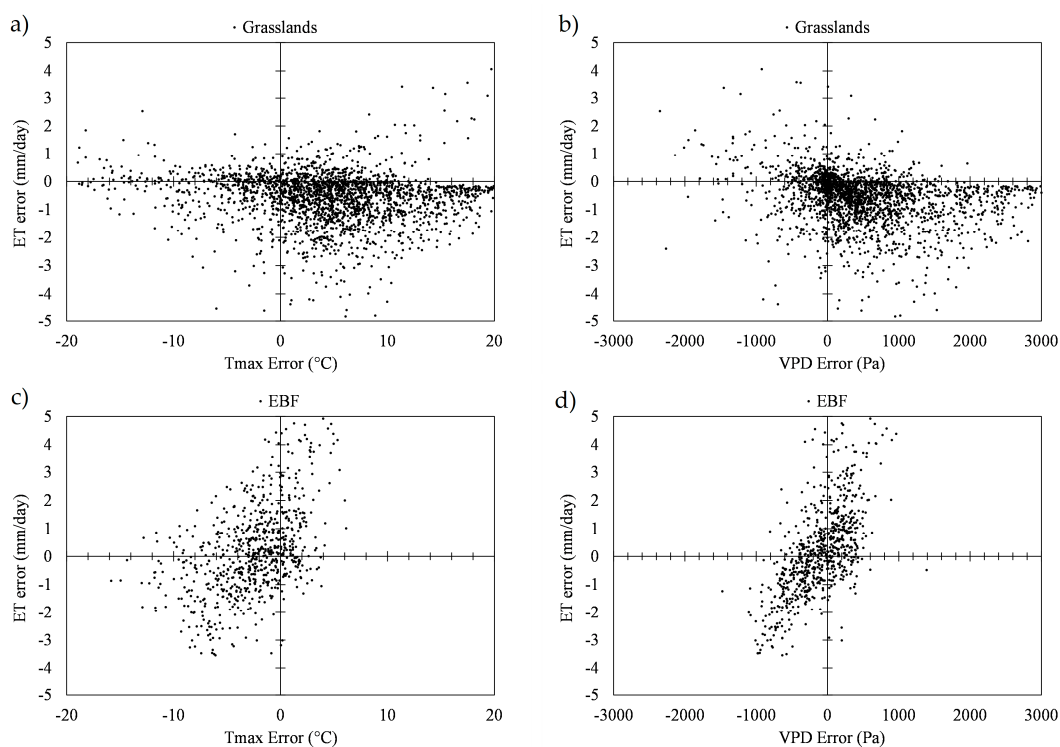 a)
· Grasslands
5
4
3
2
1
0
-1
-2
-3
-4
-5
ET error (mm/day)
-20 -10 0 10 20
Tmax Error (°C)
b)
· Grasslands
5
4
3
2
1
0
-1
-2
-3
-4
-5
ET error (mm/day)
-3000 -2000 -1000 0 1000 2000 3000
VPD Error (Pa)
c)
· EBF
5
4
3
2
1
0
-1
-2
-3
-4
-5
ET error (mm/day)
-20 -10 0 10 20
Tmax Error (°C)
d)
· EBF
5
4
3
2
1
0
-1
-2
-3
-4
-5
ET error (mm/day)
-3000 -2000 -1000 0 1000 2000 3000
VPD Error (Pa)